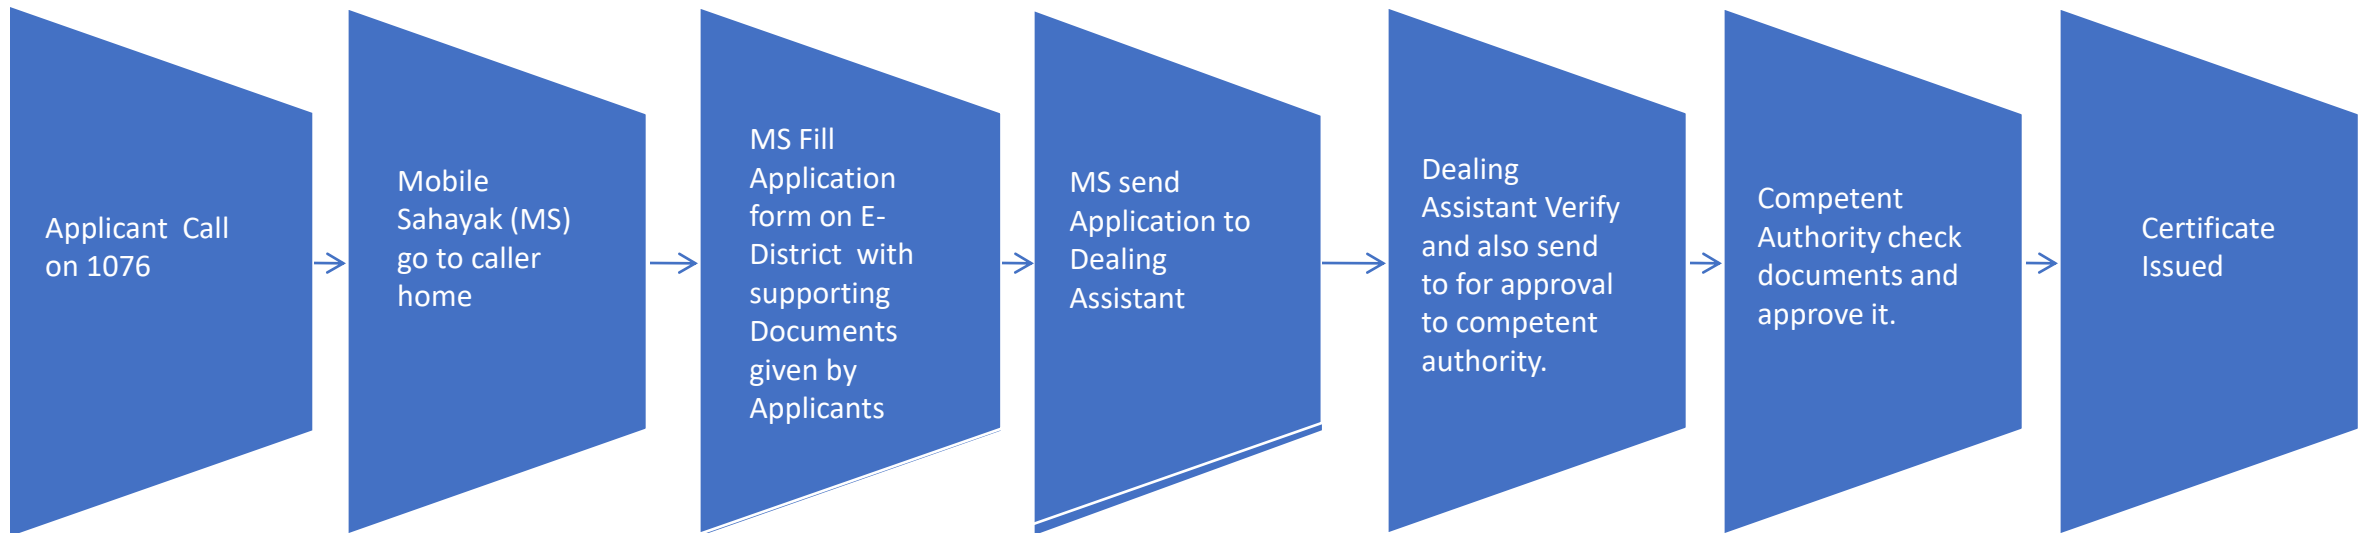 Applicant  Call
on 1076
Mobile
Sahayak (MS)
go to caller
home
MS Fill
Application
form on E-
District  with
supporting
Documents
given by
Applicants
MS send
Application to
Dealing
Assistant
Dealing
Assistant Verify
and also send
to for approval
to competent
authority.
Competent
Authority check
documents and
approve it.
Certificate
Issued